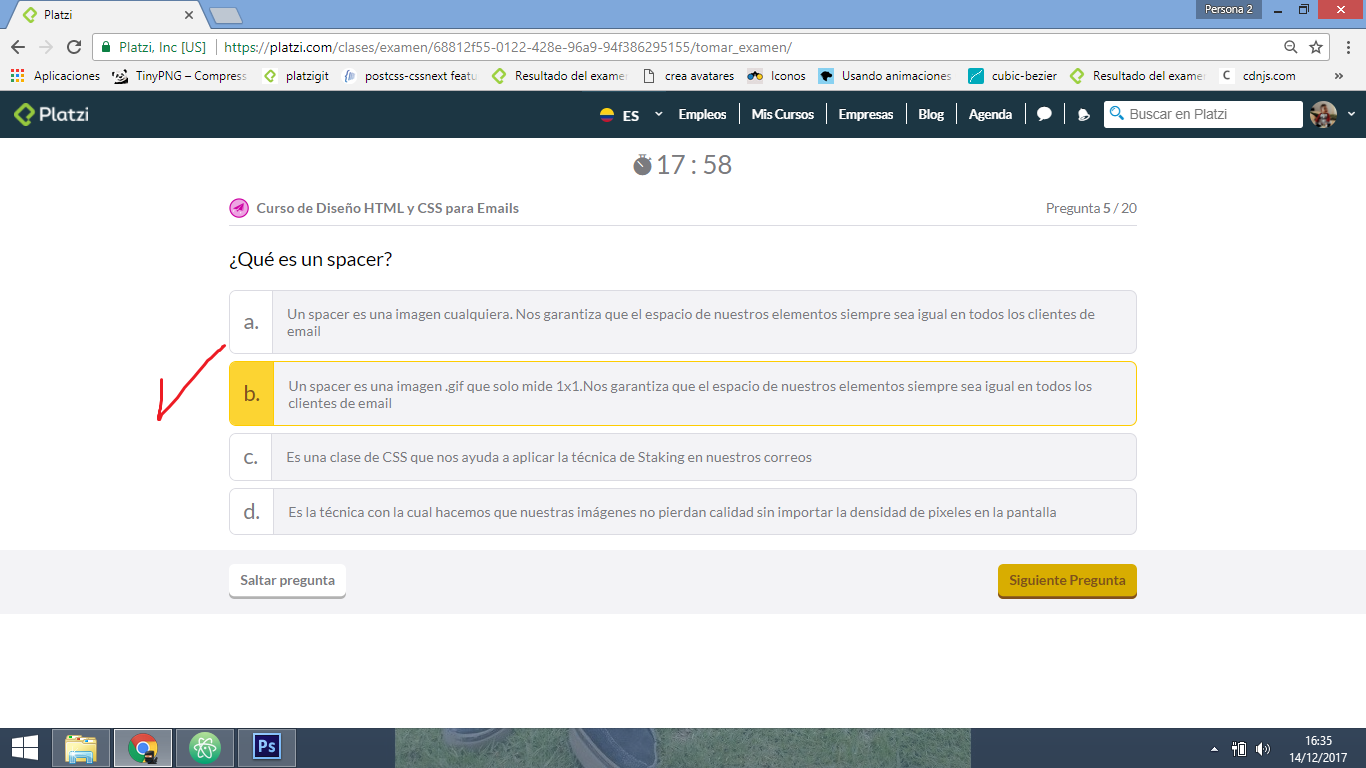 Platzi
Persona 2
Platzi, Inc [US] https://platzi.com/clases/examen/68812f55-0122-428e-96a9-94f386295155/tomar_examen/
Aplicaciones TinyPNG – Compress platzigit postcss-cssnext featu Resultado del examen crea avatares Iconos Usando animaciones cubic-bezier Resultado del examen C cdnjs.com »
Platzi ES Empleos Mis Cursos Empresas Blog Agenda Buscar en Platzi
17 : 58
Curso de Diseño HTML y CSS para Emails Pregunta 5 / 20
¿Qué es un spacer?
a. Un spacer es una imagen cualquiera. Nos garantiza que el espacio de nuestros elementos siempre sea igual en todos los clientes de
email
b. Un spacer es una imagen .gif que solo mide 1x1.Nos garantiza que el espacio de nuestros elementos siempre sea igual en todos los
clientes de email
c. Es una clase de CSS que nos ayuda a aplicar la técnica de Staking en nuestros correos
d. Es la técnica con la cual hacemos que nuestras imágenes no pierdan calidad sin importar la densidad de pixeles en la pantalla
Saltar pregunta Siguiente Pregunta
Ps
16:35
14/12/2017